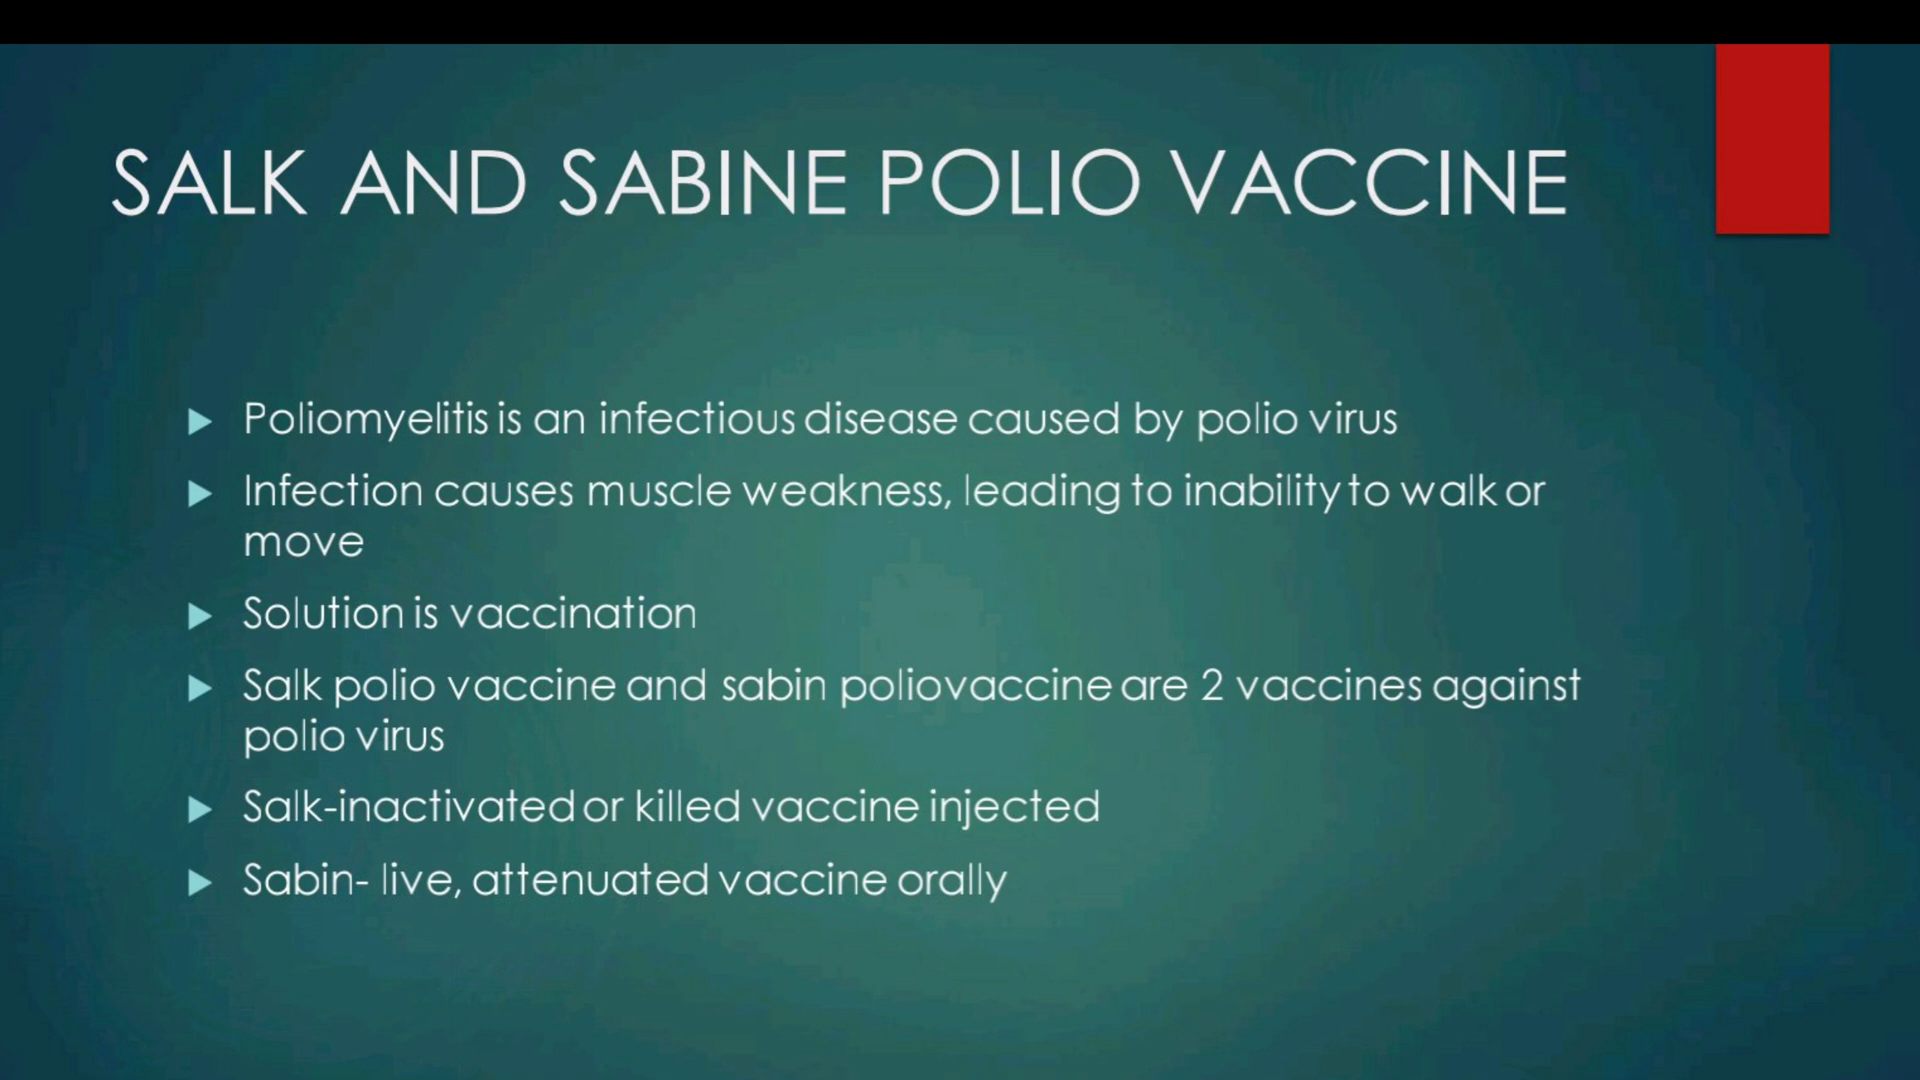 SALK AND SABINE POLIO VACCINE
Poliomyelitis is an infectious disease caused by polio virus
Infection causes muscle weakness, leading to inability to walk or
move
Solution is vaccination
Salk polio vaccine and sabin poliovaccine are 2 vaccines against
polio virus
Salk-inactivated or killed vaccine injected
Sabin- live, attenuated vaccine orally